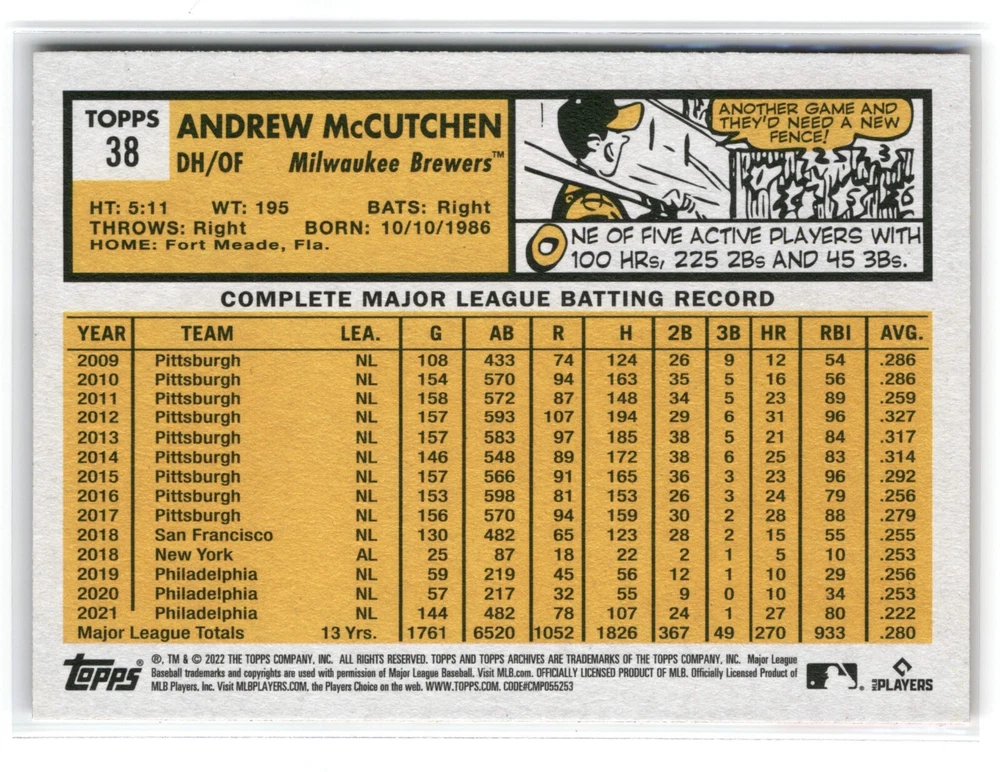 TOPPS
38
ANDREW McCUTCHEN
DH/OF Milwaukee Brewers™
HT: 5:11 WT: 195 BATS: Right
THROWS: Right BORN: 10/10/1986
HOME: Fort Meade, Fla.
ANOTHER GAME AND
THEY'D NEED A NEW
FENCE!
ONE OF FIVE ACTIVE PLAYERS WITH
100 HRs, 225 2Bs AND 45 3Bs.
COMPLETE MAJOR LEAGUE BATTING RECORD
YEAR TEAM LEA. G AB R H 2B 3B HR RBI AVG.
2009 Pittsburgh NL 108 433 74 124 26 9 12 54 .286
2010 Pittsburgh NL 154 570 94 163 35 5 16 56 .286
2011 Pittsburgh NL 158 572 87 148 34 5 23 89 .259
2012 Pittsburgh NL 157 593 107 194 29 6 31 96 .327
2013 Pittsburgh NL 157 583 97 185 38 5 21 84 .317
2014 Pittsburgh NL 146 548 89 172 38 6 25 83 .314
2015 Pittsburgh NL 157 566 91 165 36 3 23 96 .292
2016 Pittsburgh NL 153 598 81 153 26 3 24 79 .256
2017 Pittsburgh NL 156 570 94 159 30 2 28 88 .279
2018 San Francisco NL 130 482 65 123 28 2 15 55 .255
2018 New York AL 25 87 18 22 2 1 5 10 .253
2019 Philadelphia NL 59 219 45 56 12 1 10 29 .256
2020 Philadelphia NL 57 217 32 55 9 0 10 34 .253
2021 Philadelphia NL 144 482 78 107 24 1 27 80 .222
Major League Totals 13 Yrs. 1761 6520 1052 1826 367 49 270 933 .280
Topps®
®, TM & © 2022 THE TOPPS COMPANY, INC. ALL RIGHTS RESERVED. TOPPS AND TOPPS ARCHIVES ARE TRADEMARKS OF THE TOPPS COMPANY, INC. Major League
Baseball trademarks and copyrights are used with permission of Major League Baseball. Visit MLB.com. OFFICIALLY LICENSED PRODUCT OF MLB. Officially Licensed Product of
MLB Players, Inc. Visit MLBPLAYERS.COM, the Players Choice on the web. WWW.TOPPS.COM. CODE#CMP055253
MLB PLAYERS